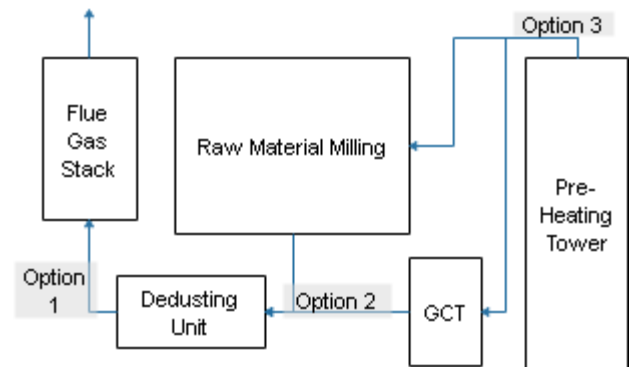 Option 3
Flue
Gas
Stack
Raw Material Milling
Pre-
Heating
Tower
Option
1
Dedusting
Unit
Option 2
GCT